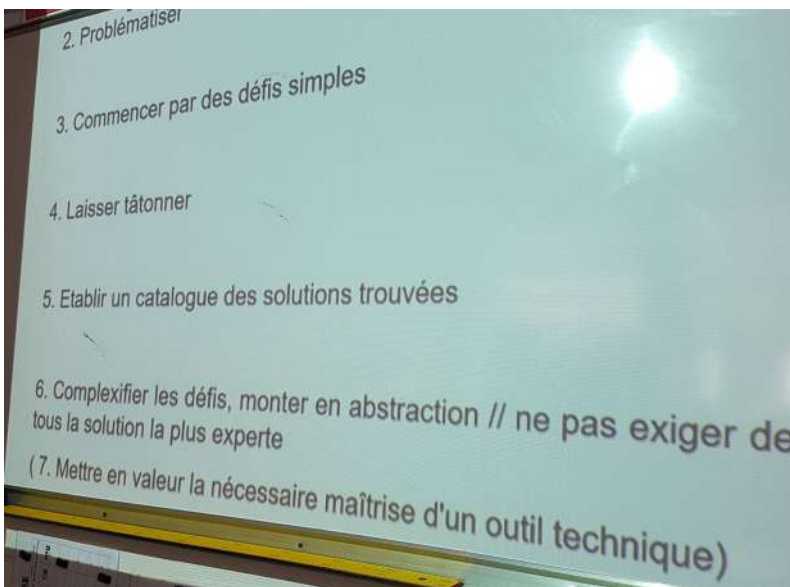 2. Problématiser
3. Commencer par des défis simples
4. Laisser tâtonner
5. Etablir un catalogue des solutions trouvées
6. Complexifier les défis, monter en abstraction // ne pas exiger de
tous la solution la plus experte
( 7. Mettre en valeur la nécessaire maîtrise d'un outil technique)